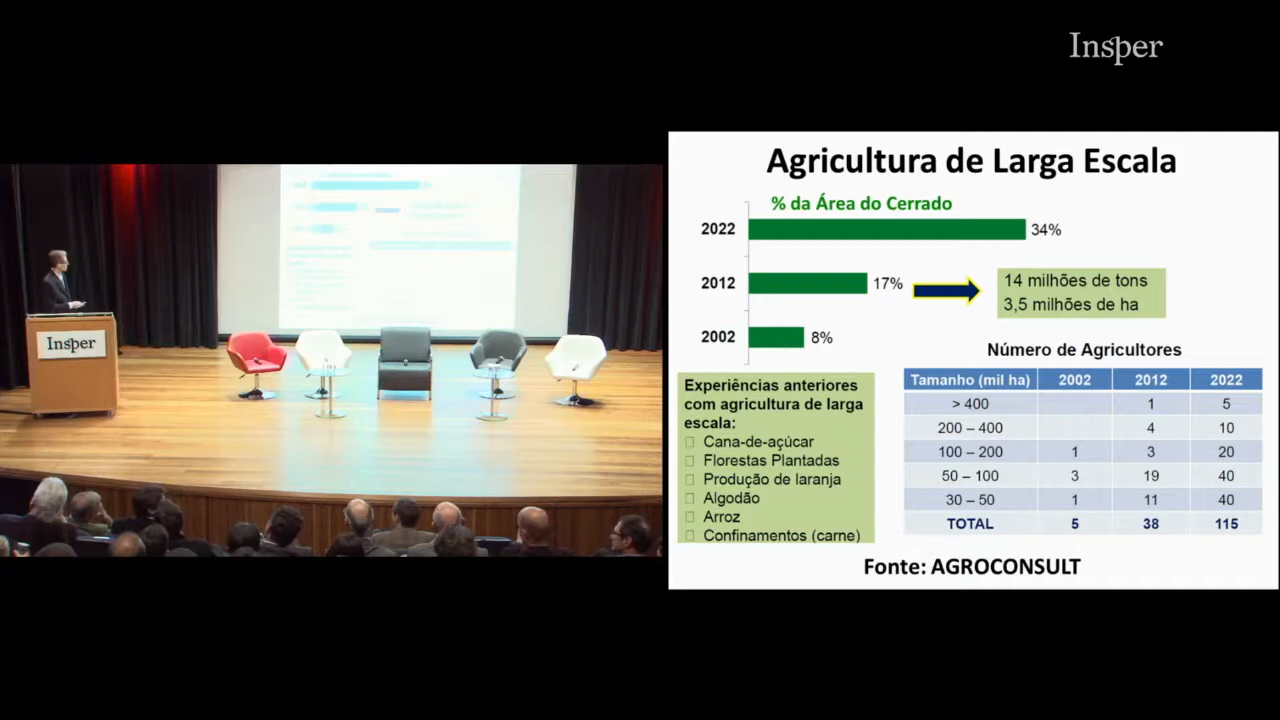 Insper
Insper
Agricultura de Larga Escala
% da Área do Cerrado
2022 34%
2012 17%
2002 8%
14 milhões de tons
3,5 milhões de ha
Experiências anteriores
com agricultura de larga
escala:
Cana-de-açúcar
Florestas Plantadas
Produção de laranja
Algodão
Arroz
Confinamentos (carne)
Número de Agricultores
Tamanho (mil ha) 2002 2012 2022
> 400 1 5
200 – 400 4 10
100 – 200 1 3 20
50 – 100 3 19 40
30 – 50 1 11 40
TOTAL 5 38 115
Fonte: AGROCONSULT